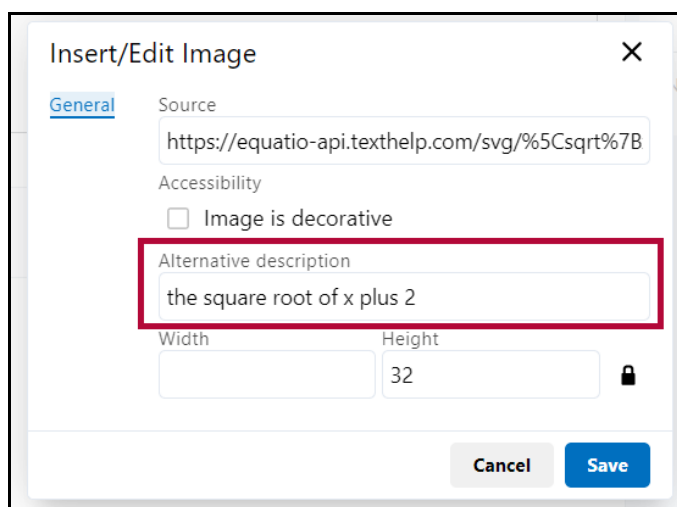 Insert/Edit Image
General
Source
https://equatio-api.texthelp.com/svg/%5Csqrt%7B
Accessibility
Image is decorative
Alternative description
the square root of x plus 2
Width Height
32
Cancel Save